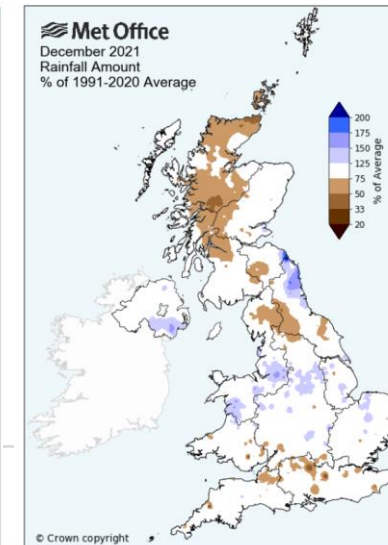 Met Office
December 2021
Rainfall Amount
% of 1991-2020 Average
200
175
150
125
75
50
33
20
% of Average
© Crown copyright